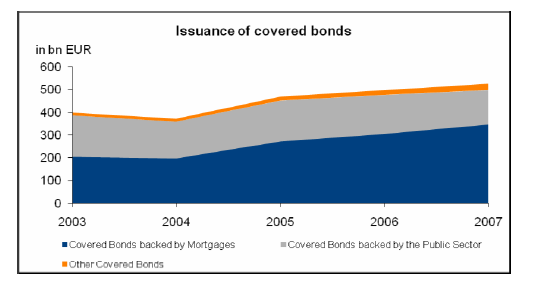 Issuance of covered bonds
in bn EUR
600
500
400
300
200
100
0
2003 2004 2005 2006 2007
Covered Bonds backed by Mortgages Covered Bonds backed by the Public Sector
Other Covered Bonds